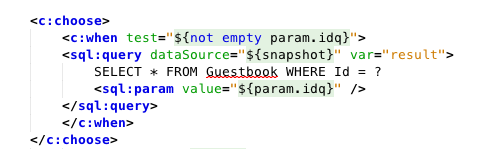 <c:choose>
<c:when test="${not empty param.idq}">
<sql:query dataSource="${snapshot}" var="result">
SELECT * FROM Guestbook WHERE Id = ?
<sql:param value="${param.idq}" />
</sql:query>
</c:when>
</c:choose>